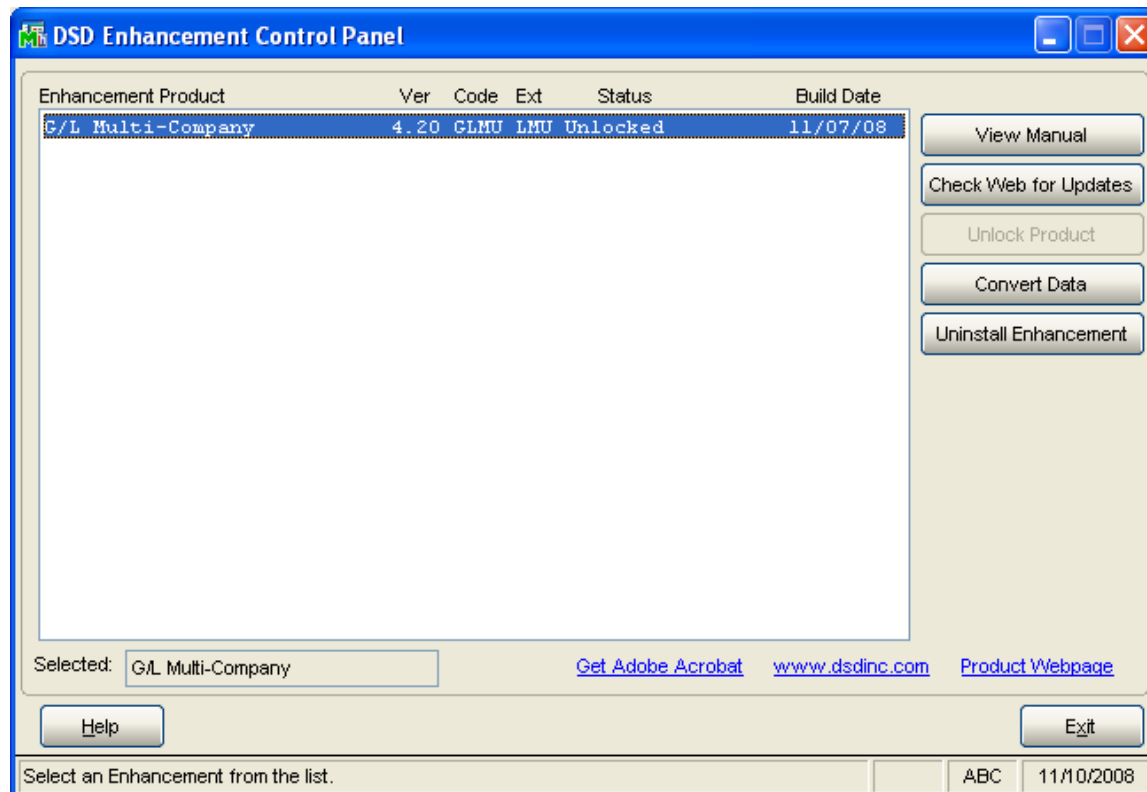 DSD Enhancement Control Panel
Enhancement Product Ver Code Ext Status Build Date
G/L Multi-Company 4.20 GLMU LMU Unlocked 11/07/08
View Manual
Check Web for Updates
Unlock Product
Convert Data
Uninstall Enhancement
Selected: G/L Multi-Company Get Adobe Acrobat www.dsdinc.com Product Webpage
Help Exit
Select an Enhancement from the list. ABC 11/10/2008